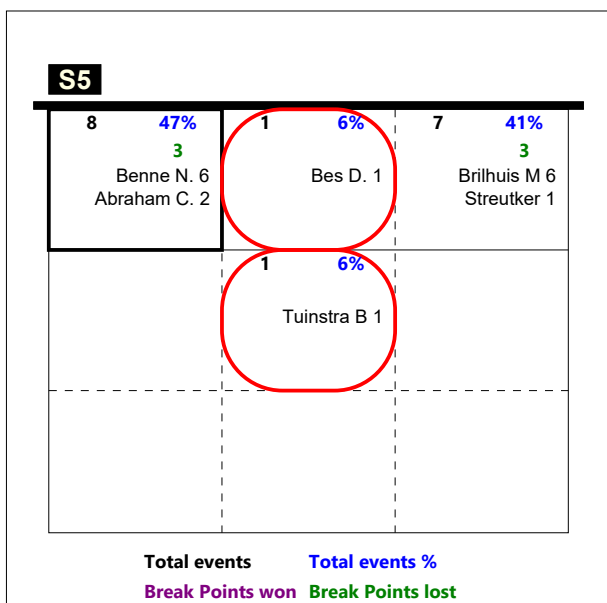 S5
8 47% 1 6% 7 41%
3 3
Benne N. 6 Bes D. 1 Brilhuis M 6
Abraham C. 2 Streutker 1
1 6%
Tuinstra B 1
Total events Total events %
Break Points won Break Points lost